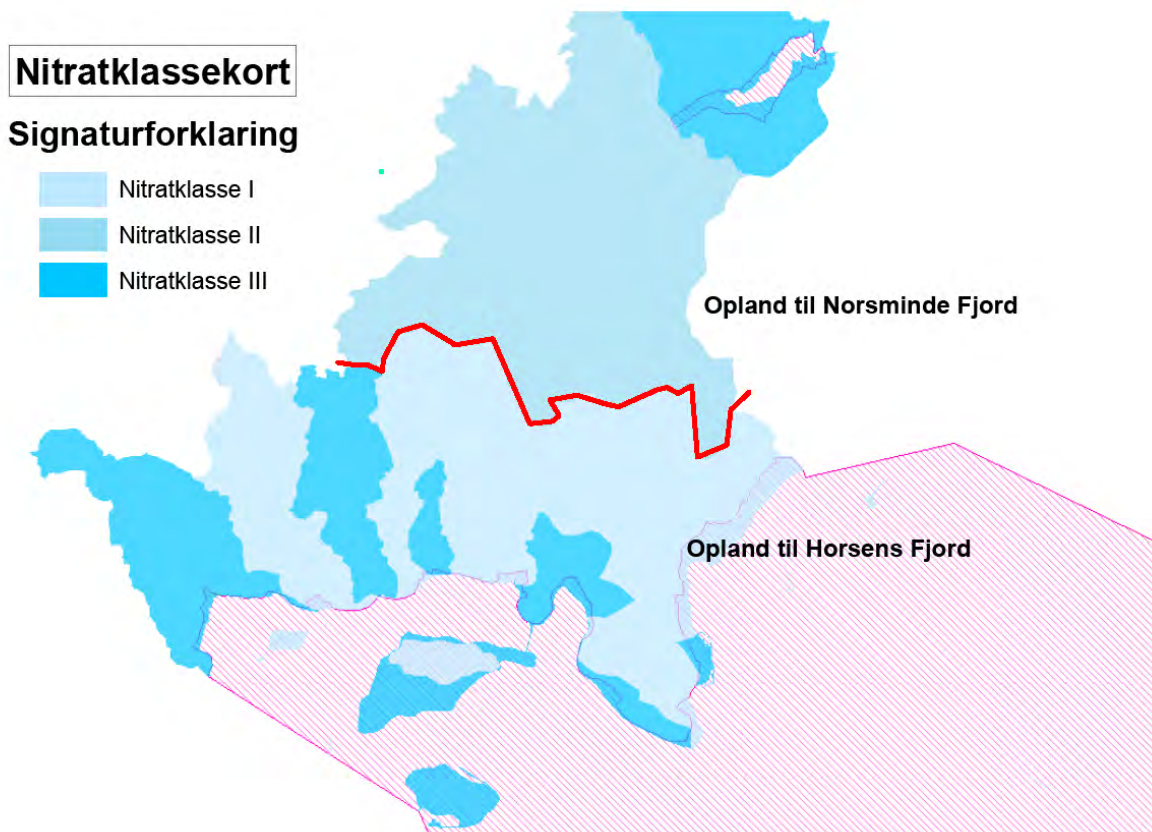 Nitratklassekort
Signaturforklaring
Nitratklasse I
Nitratklasse II
Nitratklasse III
Opland til Norsminde Fjord
Opland til Horsens Fjord